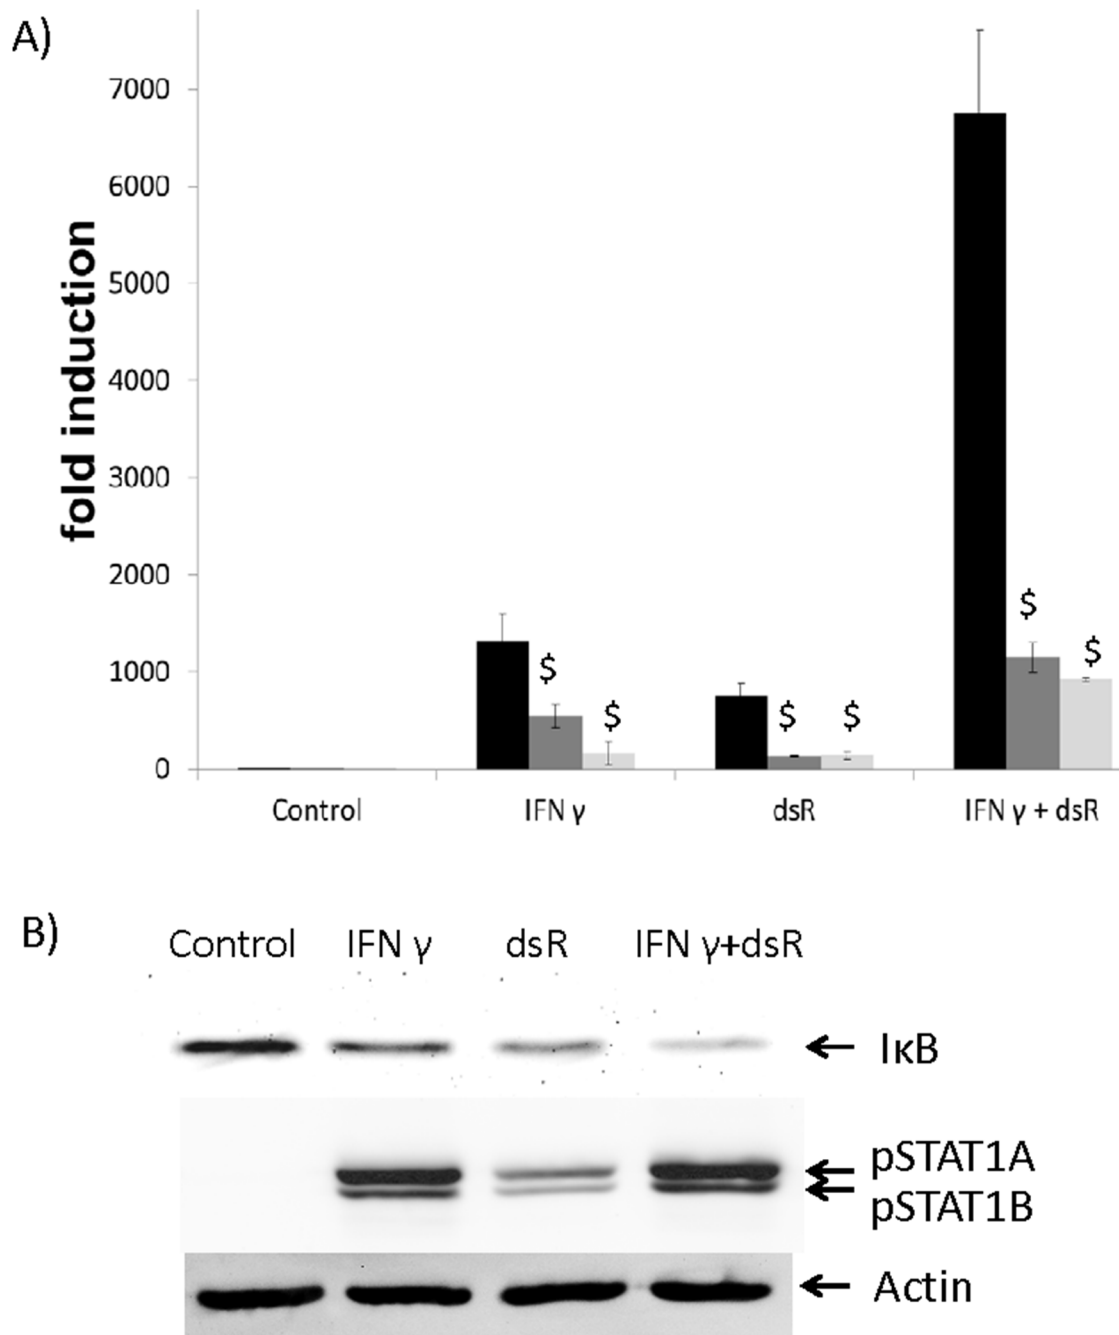 A)
fold induction
7000
6000
5000
4000
3000
2000
1000
0
$
$
$
$
$
$
Control
IFN γ
dsR
IFN γ + dsR
B)
Control
IFN γ
dsR
IFN γ+dsR
IκB
pSTAT1A
pSTAT1B
Actin